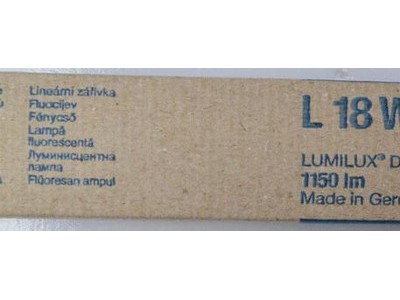 Lineární zářivka
Fluocijev
Fénycső
Lampă
fluorescentă
Луминисцентна
лампа
Flüoresan ampul
L 18 W
LUMILUX® D
1150 lm
Made in Ger